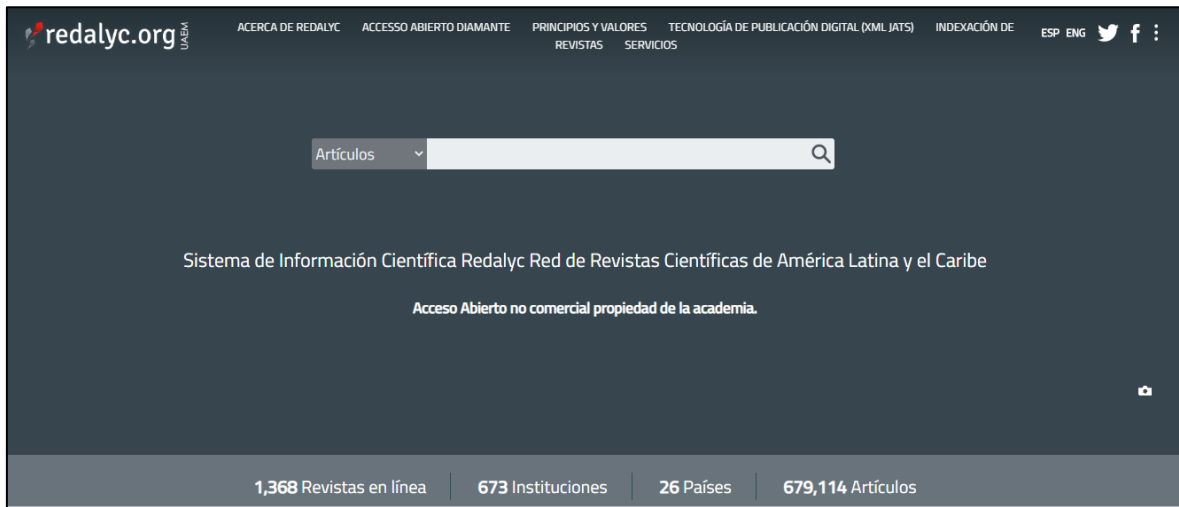 redalyc.org UAEM
ACERCA DE REDALYC ACCESSO ABIERTO DIAMANTE PRINCIPIOS Y VALORES TECNOLOGÍA DE PUBLICACIÓN DIGITAL (XML JATS) INDEXACIÓN DE
REVISTAS SERVICIOS
ESP ENG
Artículos
Sistema de Información Científica Redalyc Red de Revistas Científicas de América Latina y el Caribe
Acceso Abierto no comercial propiedad de la academia.
1,368 Revistas en línea 673 Instituciones 26 Países 679,114 Artículos